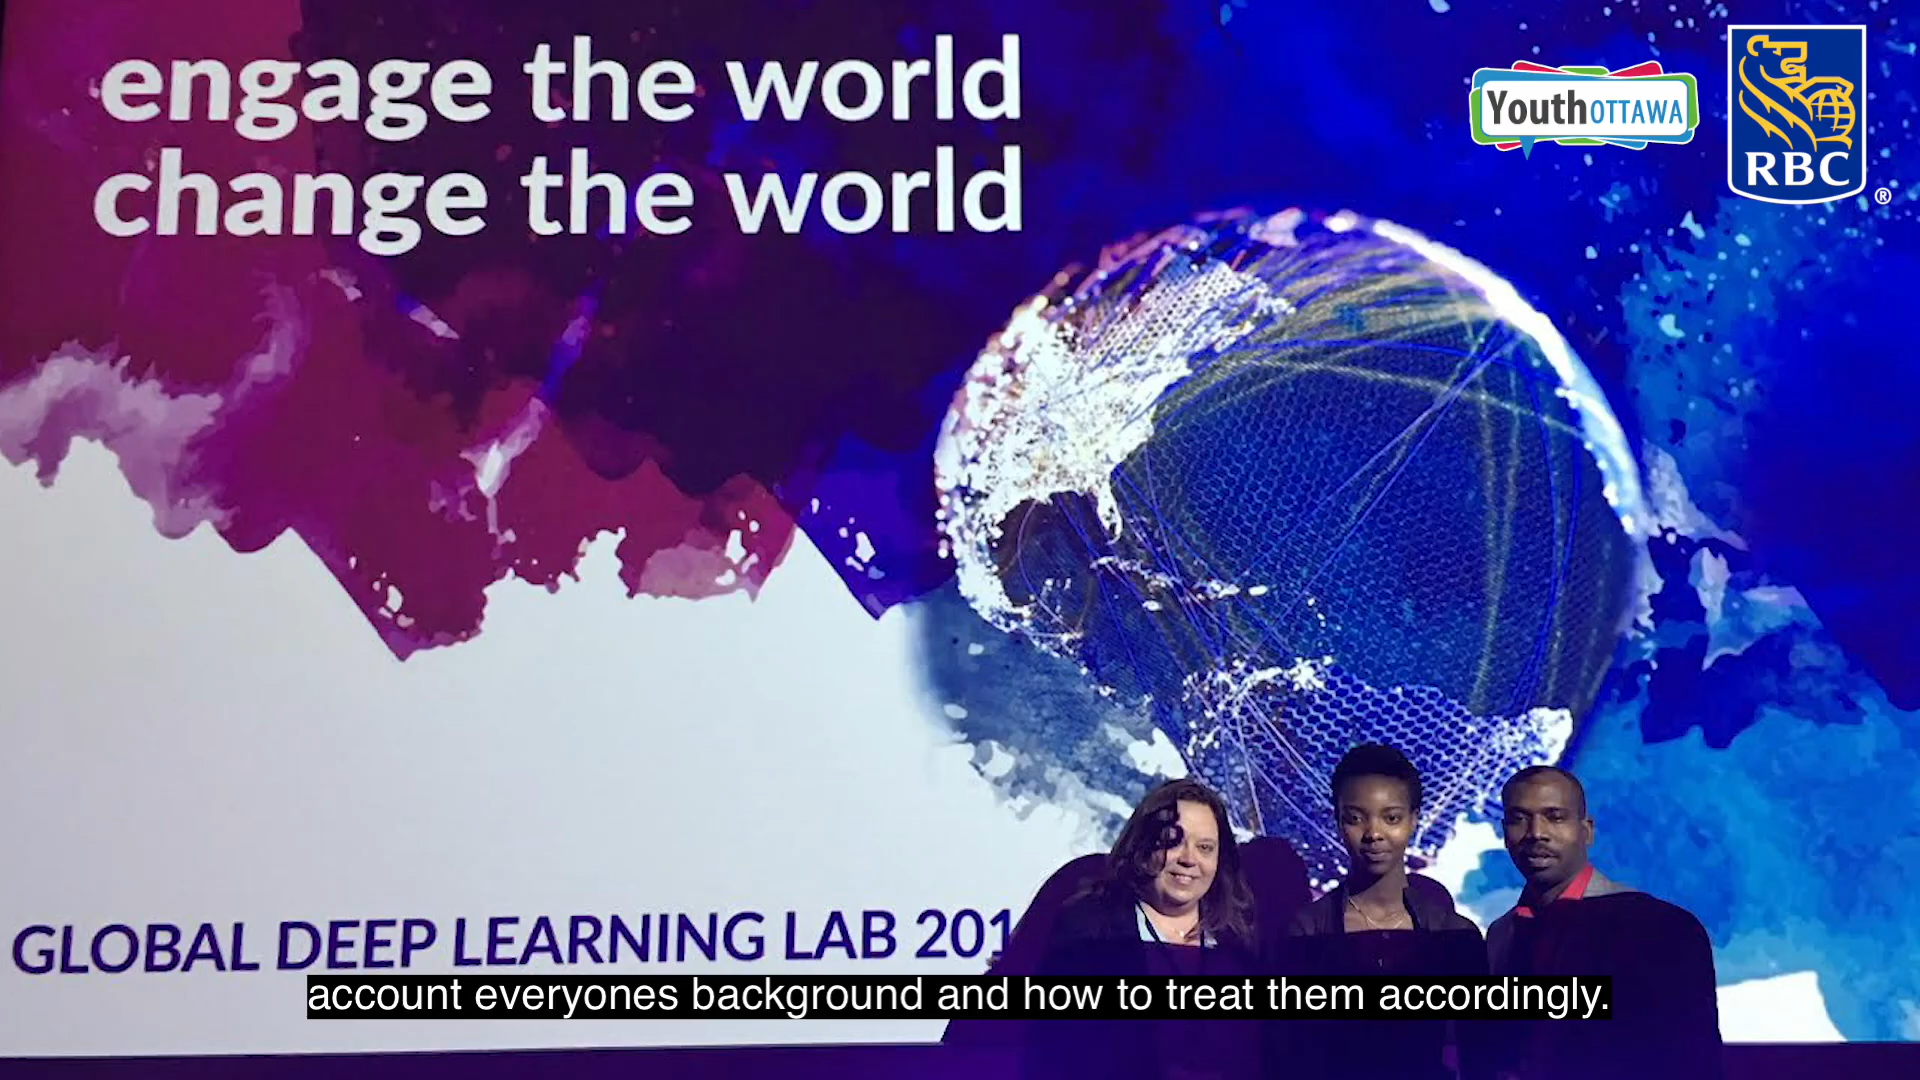 engage the world
change the world
YouthOTTAWA
RBC
®
GLOBAL DEEP LEARNING LAB 201
account everyones background and how to treat them accordingly.